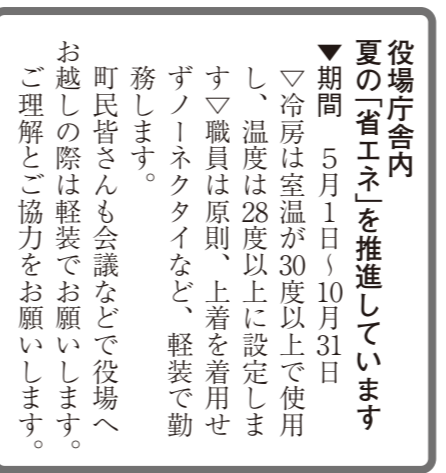 役場庁舎内
夏の「省エネ」を推進しています
▼期間　５月１日～10月31日
▽冷房は室温が30度以上で使用
し、温度は28度以上に設定しま
す▽職員は原則、上着を着用せ
ずノーネクタイなど、軽装で勤
務します。
町民皆さんも会議などで役場へ
お越しの際は軽装でお願いします。
ご理解とご協力をお願いします。